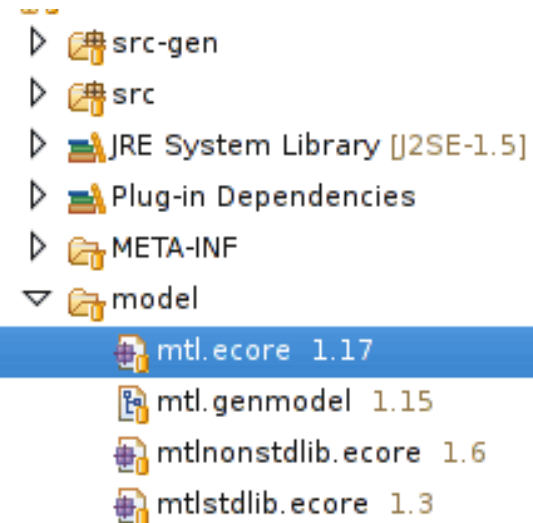 src-gen
src
JRE System Library [J2SE-1.5]
Plug-in Dependencies
META-INF
model
mtl.ecore 1.17
mtl.genmodel 1.15
mtlnonstdlib.ecore 1.6
mtlstdlib.ecore 1.3